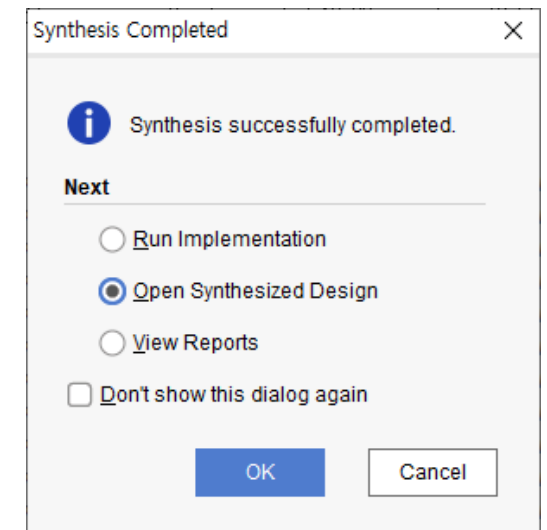 Synthesis Completed
Synthesis successfully completed.
Next
Run Implementation
Open Synthesized Design
View Reports
Don't show this dialog again
OK Cancel